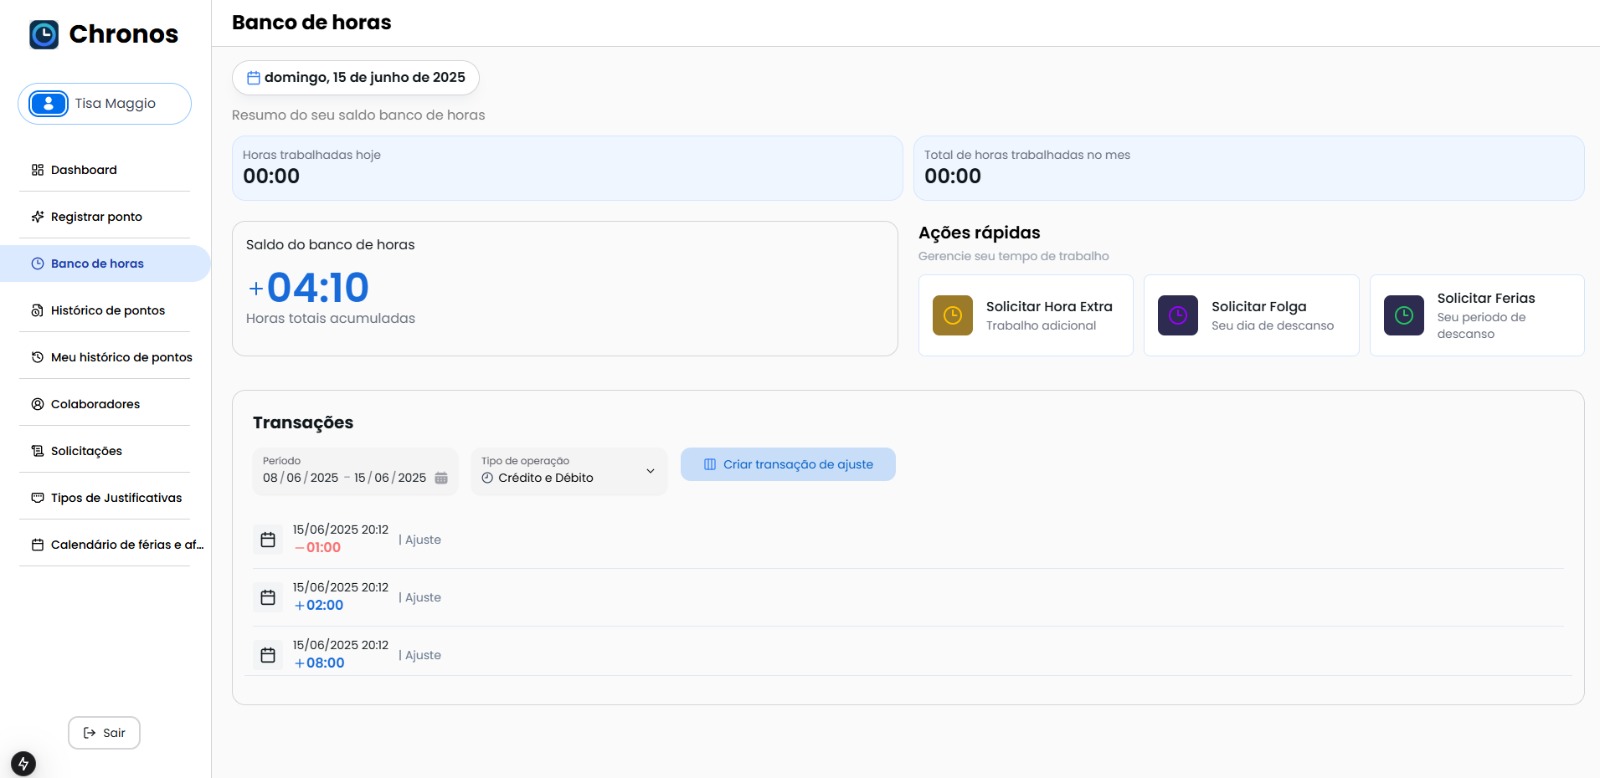 Chronos
Tisa Maggio
Dashboard
Registrar ponto
Banco de horas
Histórico de pontos
Meu histórico de pontos
Colaboradores
Solicitações
Tipos de Justificativas
Calendário de férias e af...
Sair
Banco de horas
domingo, 15 de junho de 2025
Resumo do seu saldo banco de horas
Horas trabalhadas hoje
00:00
Total de horas trabalhadas no mes
00:00
Saldo do banco de horas
+04:10
Horas totais acumuladas
Ações rápidas
Gerencie seu tempo de trabalho
Solicitar Hora Extra
Trabalho adicional
Solicitar Folga
Seu dia de descanso
Solicitar Ferias
Seu periodo de
descanso
Transações
Periodo
08/06/2025 - 15/06/2025
Tipo de operação
Crédito e Débito
Criar transação de ajuste
15/06/2025 20:12
-01:00
| Ajuste
15/06/2025 20:12
+02:00
| Ajuste
15/06/2025 20:12
+08:00
| Ajuste